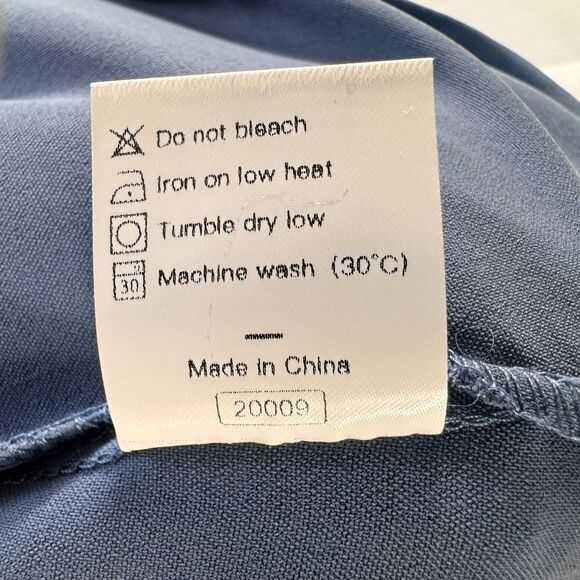 Do not bleach
Iron on low heat
Tumble dry low
30 Machine wash (30°C)
Made in China
20009